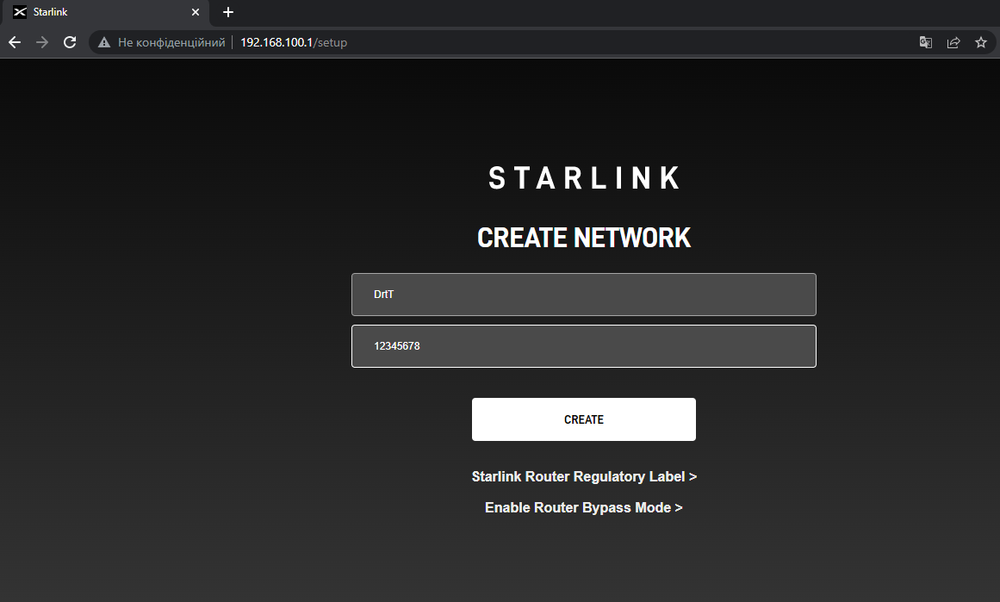 Starlink
Не конфіденційний 192.168.100.1/setup
STARLINK
CREATE NETWORK
DrtT
12345678
CREATE
Starlink Router Regulatory Label >
Enable Router Bypass Mode >